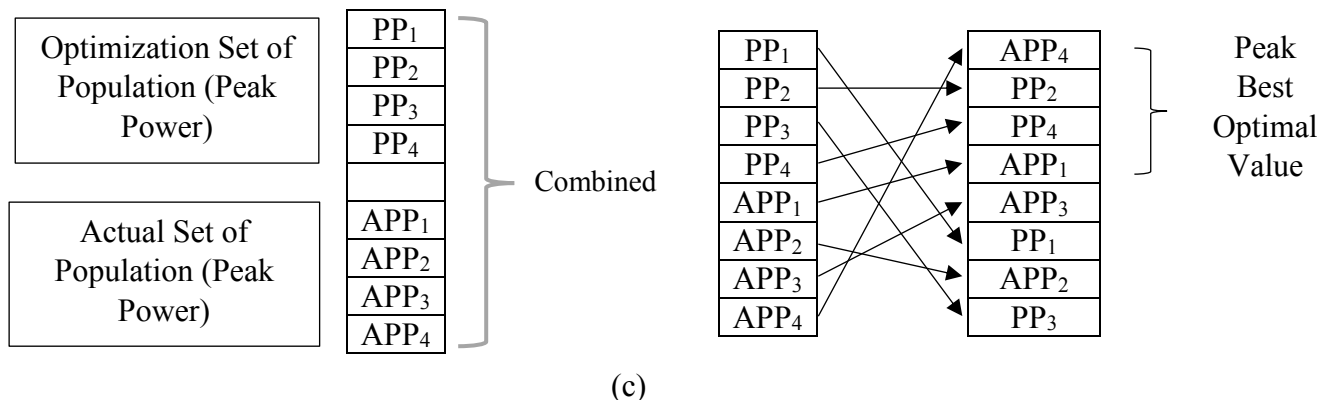 Optimization Set of
Population (Peak
Power)
Actual Set of
Population (Peak
Power)
PP₁
PP₂
PP₃
PP₄
APP₁
APP₂
APP₃
APP₄
Combined
PP₁
PP₂
PP₃
PP₄
APP₁
APP₂
APP₃
APP₄
APP₄
PP₂
PP₄
APP₁
APP₃
PP₁
APP₂
PP₃
Peak
Best
Optimal
Value
(c)